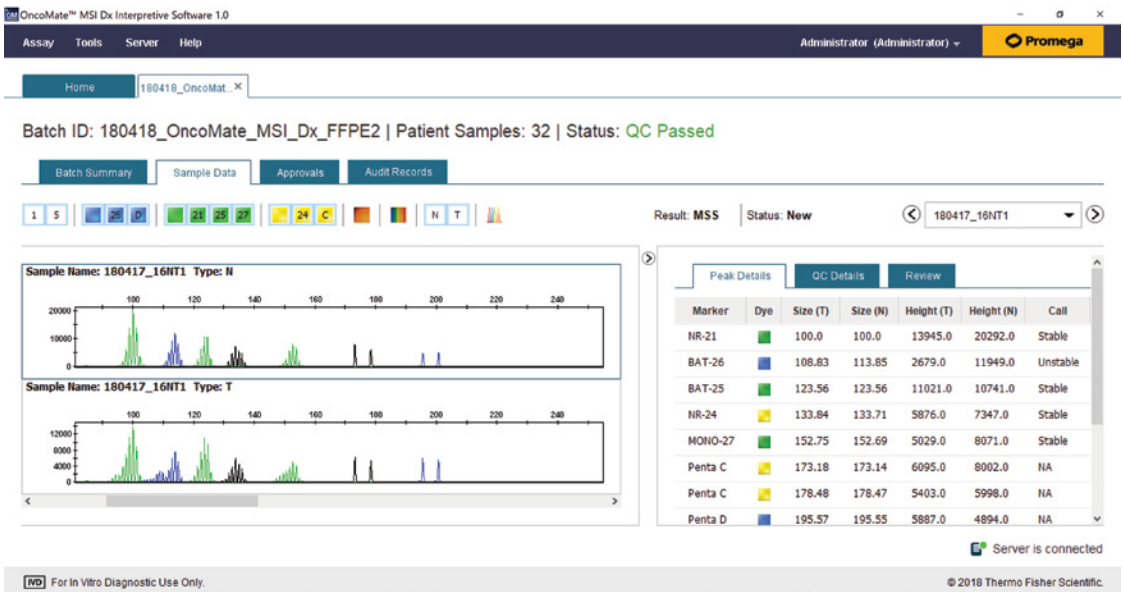 OncoMate™ MSI Dx Interpretive Software 1.0
Assay Tools Server Help Administrator (Administrator) Promega
Home 180418_OncoMat...
Batch ID: 180418_OncoMate_MSI_Dx_FFPE2 | Patient Samples: 32 | Status: QC Passed
Batch Summary Sample Data Approvals Audit Records
1 5 26 D 21 25 27 24 C N T Result: MSS Status: New 180417_16NT1
Sample Name: 180417_16NT1 Type: N
100 120 140 160 180 200 220 240
20000
10000
0
Sample Name: 180417_16NT1 Type: T
100 120 140 160 180 200 220 240
12000
8000
4000
0
Peak Details QC Details Review
Marker Dye Size (T) Size (N) Height (T) Height (N) Call
NR-21 100.0 100.0 13945.0 20292.0 Stable
BAT-26 108.83 113.85 2679.0 11949.0 Unstable
BAT-25 123.56 123.56 11021.0 10741.0 Stable
NR-24 133.84 133.71 5876.0 7347.0 Stable
MONO-27 152.75 152.69 5029.0 8071.0 Stable
Penta C 173.18 173.14 6095.0 8002.0 NA
Penta C 178.48 178.47 5403.0 5998.0 NA
Penta D 195.57 195.55 5887.0 4894.0 NA
Server is connected
IVD For In Vitro Diagnostic Use Only. © 2018 Thermo Fisher Scientific.